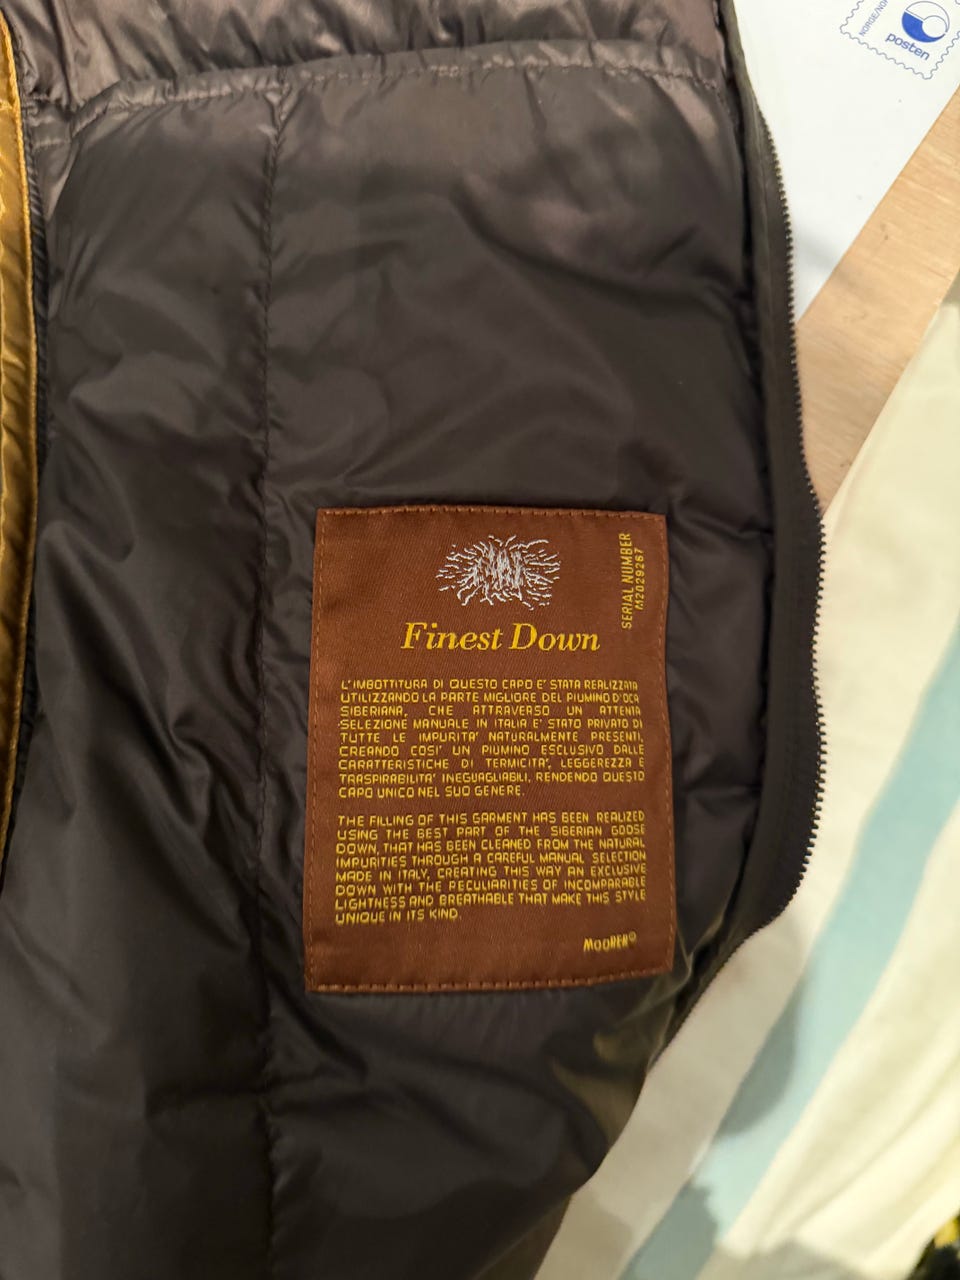 NORGE/NO
posten
SERIAL NUMBER
M2029267
Finest Down
L'IMBOTTITURA DI QUESTO CAPO E' STATA REALIZZATA
UTILIZZANDO LA PARTE MIGLIORE DEL PIUMINO D'OCA
SIBERIANA, CHE ATTRAVERSO UN ATTENTA
SELEZIONE MANUALE IN ITALIA E' STATO PRIVATO DI
TUTTE LE IMPURITA' NATURALMENTE PRESENTI,
CREANDO COSI' UN PIUMINO ESCLUSIVO DALLE
CARATTERISTICHE DI TERMICITA', LEGGEREZZA E
TRASPIRABILITA' INEGUAGLIABILI, RENDENDO QUESTO
CAPO UNICO NEL SUO GENERE.
THE FILLING OF THIS GARMENT HAS BEEN REALIZED
USING THE BEST PART OF THE SIBERIAN GOOSE
DOWN, THAT HAS BEEN CLEANED FROM THE NATURAL
IMPURITIES THROUGH A CAREFUL MANUAL SELECTION
MADE IN ITALY, CREATING THIS WAY AN EXCLUSIVE
DOWN WITH THE PECULIARITIES OF INCOMPARABLE
LIGHTNESS AND BREATHABLE THAT MAKE THIS STYLE
UNIQUE IN ITS KIND.
MOORER©